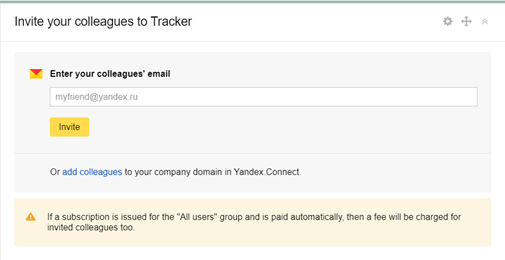 Invite your colleagues to Tracker
Enter your colleagues' email
myfriend@yandex.ru
Invite
Or add colleagues to your company domain in Yandex.Connect.
If a subscription is issued for the "All users" group and is paid automatically, then a fee will be charged for
invited colleagues too.